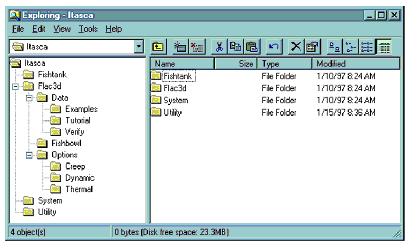 Exploring - Itasca
File Edit View Tools Help
Itasca
Itasca
Fishtank
Flac3d
Data
Examples
Tutorial
Verify
Fishbowl
Options
Creep
Dynamic
Thermal
System
Utility
Name Size Type Modified
Fishtank File Folder 1/10/97 8:24 AM
Flac3d File Folder 1/10/97 8:24 AM
System File Folder 1/10/97 8:24 AM
Utility File Folder 1/15/97 9:36 AM
4 object(s) 0 bytes (Disk free space: 23.3MB)